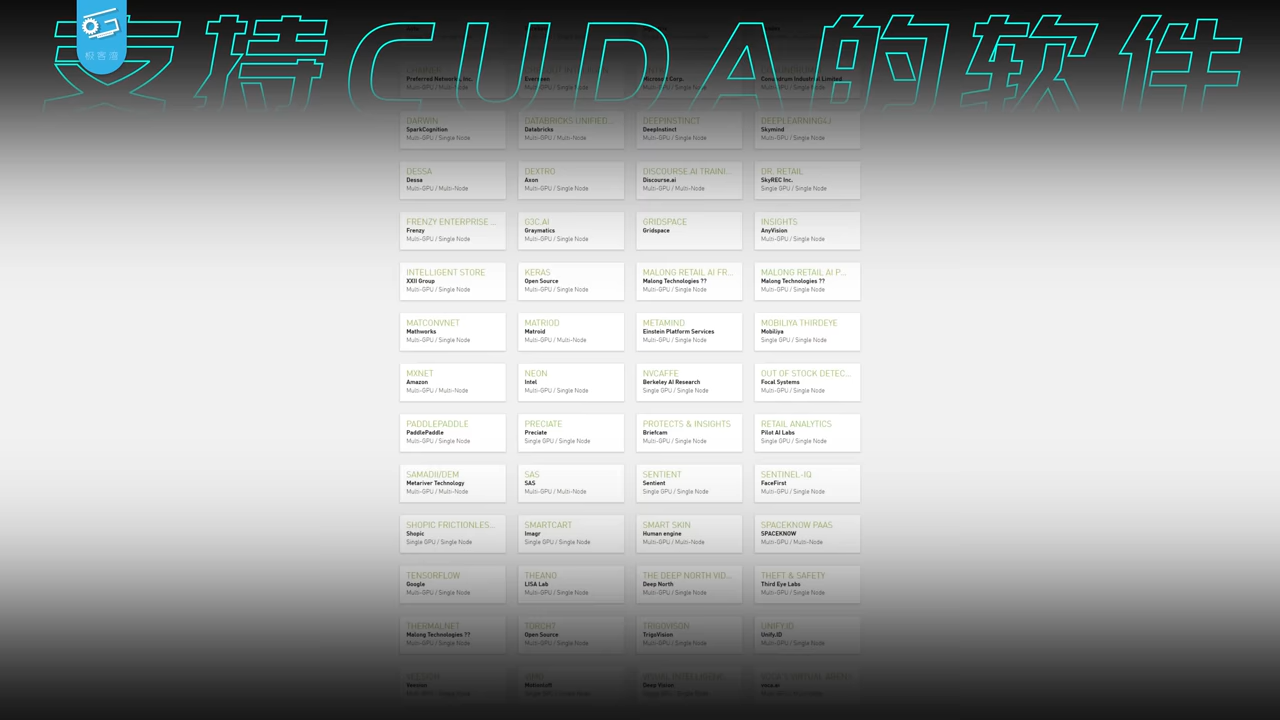 支持CUDA的软件
极客湾
Preferred Networks, Inc.
Everseen
Microsoft Corp.
Conundrum Industrial Limited
DARWIN
SparkCognition
Multi-GPU / Single Node
DATABRICKS UNIFIED...
Databricks
Multi-GPU / Multi-Node
DEEPINSTINCT
Deepinstinct
Multi-GPU / Single Node
DEEPLEARNING4J
Skymind
Multi-GPU / Single Node
DESSA
Dessa
Multi-GPU / Multi-Node
DEXTRO
Axon
Multi-GPU / Single Node
DISCOURSE.AI TRAINI...
Discourse.ai
Multi-GPU / Multi-Node
DR. RETAIL
SkyREC Inc.
Single GPU / Single Node
FRENZY ENTERPRISE ...
Frenzy
Multi-GPU / Single Node
G3C.AI
Graymatics
Multi-GPU / Single Node
GRIDSPACE
Gridspace
INSIGHTS
AnyVision
Multi-GPU / Single Node
INTELLIGENT STORE
XXII Group
Multi-GPU / Single Node
KERAS
Open Source
Multi-GPU / Single Node
MALONG RETAIL AI FR...
Malong Technologies ??
Multi-GPU / Single Node
MALONG RETAIL AI P...
Malong Technologies ??
Multi-GPU / Single Node
MATCONVNET
Mathworks
Multi-GPU / Single Node
MATRIOD
Matroid
Multi-GPU / Multi-Node
METAMIND
Einstein Platform Services
Multi-GPU / Single Node
MOBILIYA THIRDEYE
Mobiliya
Single GPU / Single Node
MXNET
Amazon
Multi-GPU / Multi-Node
NEON
Intel
Multi-GPU / Single Node
NVCAFFE
Berkeley AI Research
Single GPU / Single Node
OUT OF STOCK DETEC...
Focal Systems
Multi-GPU / Single Node
PADDLEPADDLE
PaddlePaddle
Multi-GPU / Single Node
PRECIATE
Preciate
Single GPU / Single Node
PROTECTS & INSIGHTS
Briefcam
Multi-GPU / Single Node
RETAIL ANALYTICS
Pilot AI Labs
Single GPU / Single Node
SAMADII/DEM
Metariver Technology
Multi-GPU / Multi-Node
SAS
SAS
Multi-GPU / Multi-Node
SENTIENT
Sentient
Single GPU / Single Node
SENTINEL-IQ
FaceFirst
Multi-GPU / Single Node
SHOPIC FRICTIONLES...
Shopic
Single GPU / Single Node
SMARTCART
Imagr
Single GPU / Single Node
SMART SKIN
Human engine
Multi-GPU / Multi-Node
SPACEKNOW PAAS
SPACEKNOW
Multi-GPU / Multi-Node
TENSORFLOW
Google
Multi-GPU / Multi-Node
THEANO
LISA Lab
Multi-GPU / Single Node
THE DEEP NORTH VID...
Deep North
Multi-GPU / Multi-Node
THEFT & SAFETY
Third Eye Labs
Multi-GPU / Single Node
THERMALNET
Malong Technologies ??
Multi-GPU / Single Node
TORCH7
Open Source
Multi-GPU / Single Node
TRIGOVISON
TrigoVision
Multi-GPU / Single Node
UNIFY.ID
Unify.ID
Multi-GPU / Single Node
Deep Vision